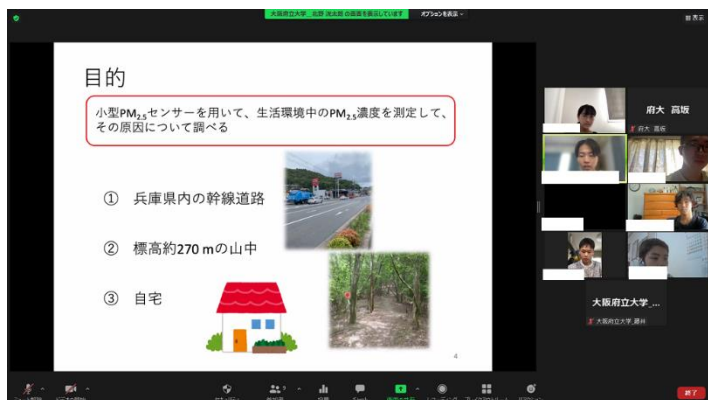 大阪府立大学＿北野 滉太郎 の画面を表示しています
オプションを表示
表示
目的
小型PM2.5センサーを用いて、生活環境中のPM2.5濃度を測定して、
その原因について調べる
① 兵庫県内の幹線道路
② 標高約270 mの山中
③ 自宅
4
府大 高坂
府大 高坂
大阪府立大学_...
大阪府立大学_藤井
終了